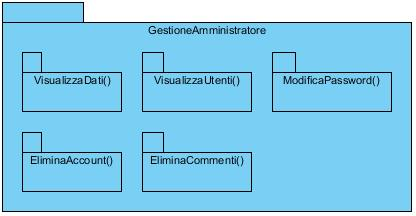 GestioneAmministratore
VisualizzaDati()
VisualizzaUtenti()
ModificaPassword()
EliminaAccount()
EliminaCommenti()